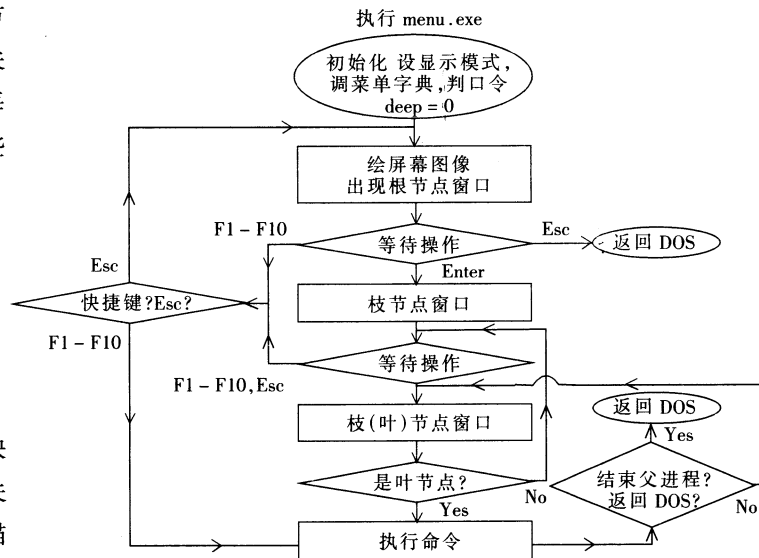 执行 menu.exe
初始化 设显示模式,
调菜单字典,判口令
deep = 0
绘屏幕图像
出现根节点窗口
F1 – F10
等待操作
Esc
返回 DOS
Enter
Esc
快捷键?Esc?
枝节点窗口
F1 – F10
等待操作
F1 – F10,Esc
返回 DOS
枝(叶)节点窗口
Yes
是叶节点?
No
结束父进程?
返回 DOS?
No
Yes
执行命令